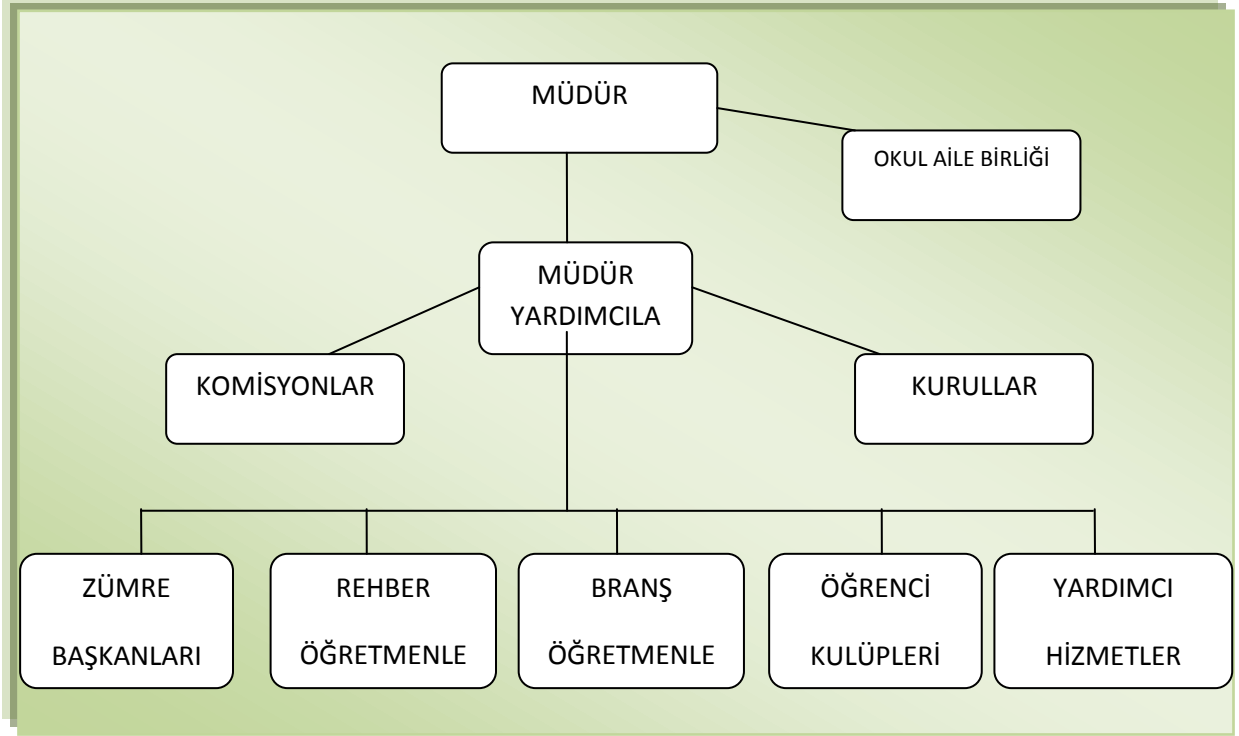 MÜDÜR
OKUL AİLE BİRLİĞİ
MÜDÜR
YARDIMCILA
KOMİSYONLAR
KURULLAR
ZÜMRE
BAŞKANLARI
REHBER
ÖĞRETMENLE
BRANŞ
ÖĞRETMENLE
ÖĞRENCİ
KULÜPLERİ
YARDIMCI
HİZMETLER